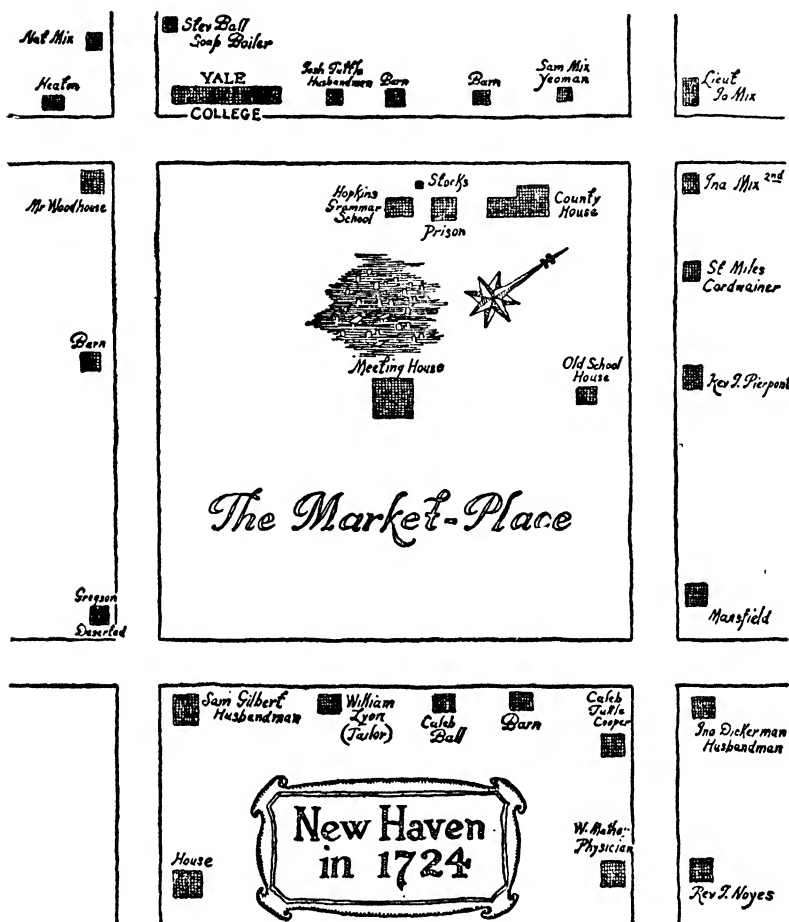 Nat Mix
Heaton
Stev Ball
Soap Boiler
YALE
COLLEGE
Josh Tuttle
Husbandman
Barn
Barn
Sam Mix
Yeoman
Lieut
Jo Mix
Mr Woodhouse
Hopkins
Grammar
School
Stocks
Prison
County
House
Jna Mix 2nd
St Miles
Cordwainer
Barn
Meeting House
Old School
House
Rev J. Pierpont
The Market-Place
Gregson
Deserted
Mansfield
Sam Gilbert
Husbandman
William
Lyon
(Tailor)
Caleb
Ball
Barn
Caleb
Tuttle
Cooper
Jno Dickerman
Husbandman
New Haven
in 1724
House
W. Mather
Physician
Rev J. Noyes